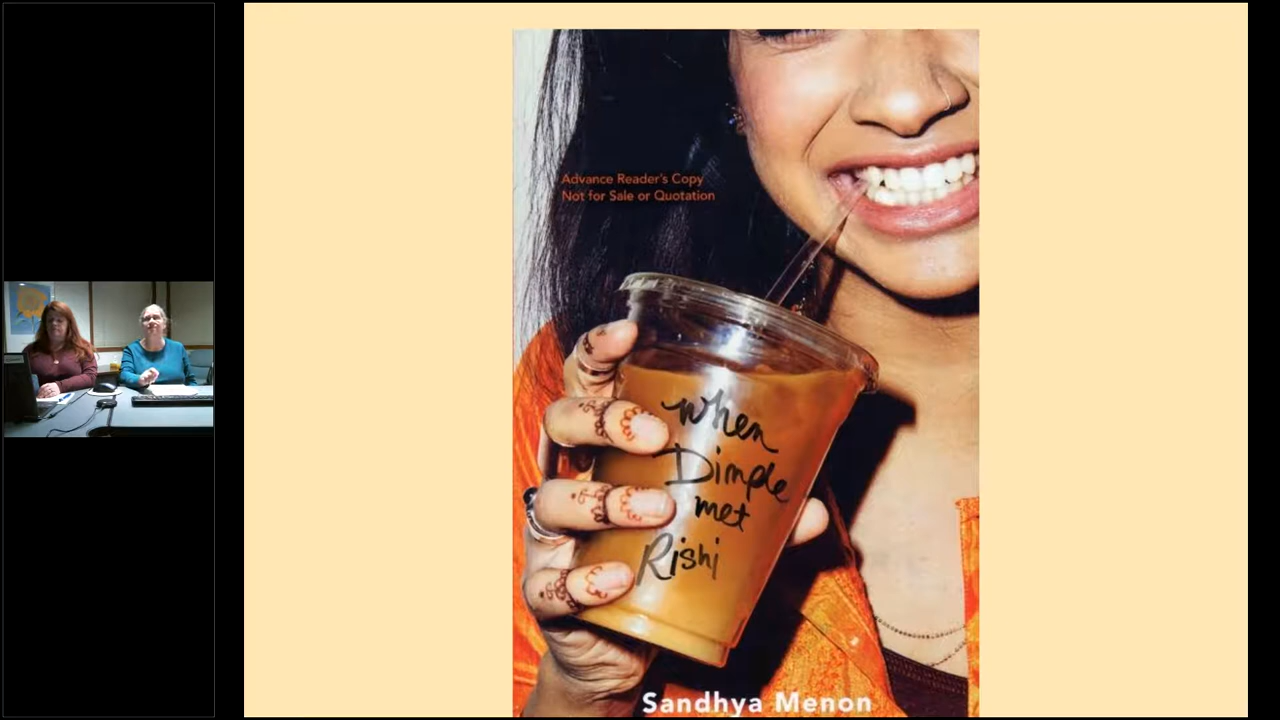 Advance Reader's Copy
Not for Sale or Quotation
when
Dimple
met
Rishi
Sandhya Menon